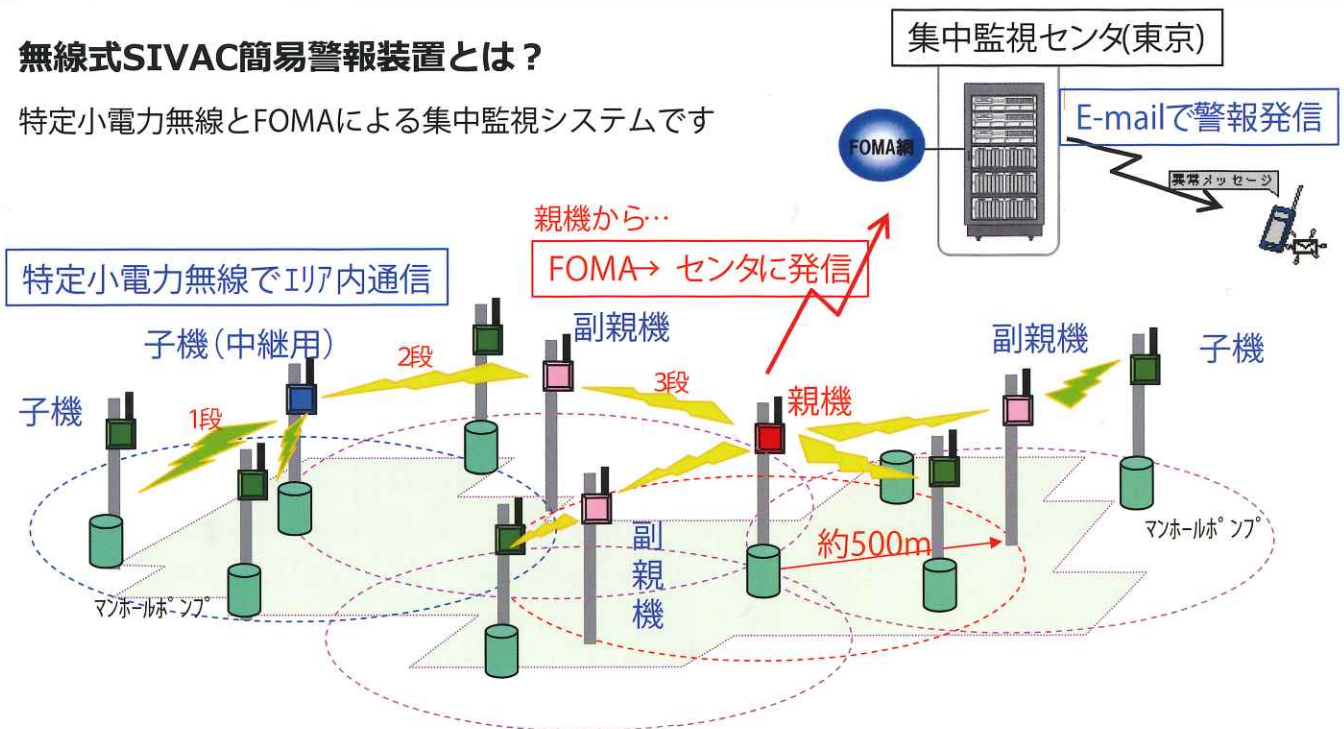 無線式SIVAC簡易警報装置とは？
特定小電力無線とFOMAによる集中監視システムです
集中監視センタ(東京)
FOMA網
E-mailで警報発信
異常メッセージ
親機から…
FOMA→ センタに発信
特定小電力無線でｴﾘｱ内通信
子機(中継用)
2段
副親機
3段
副親機
子機
子機
1段
親機
副親機
約500m
ﾏﾝﾎｰﾙﾎﾟﾝﾌﾟ
ﾏﾝﾎｰﾙﾎﾟﾝﾌﾟ